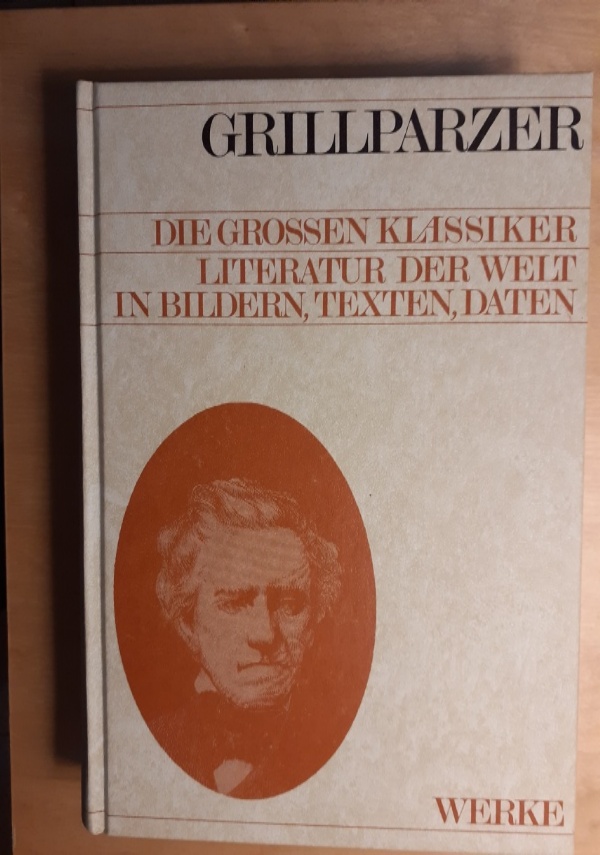 GRILLPARZER
DIE GROSSEN KLASSIKER
LITERATUR DER WELT
IN BILDERN, TEXTEN, DATEN
WERKE